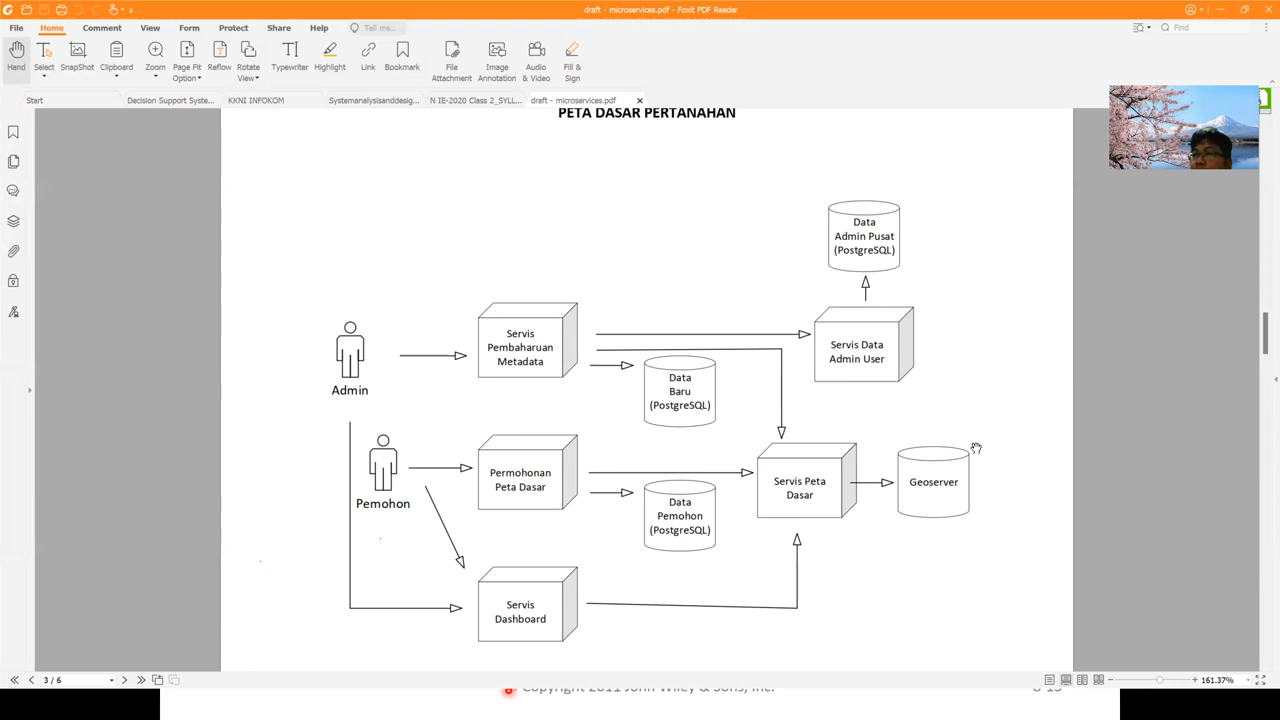 draft - microservices.pdf - Foxit PDF Reader
File
Home
Comment
View
Form
Protect
Share
Help
Tell me...
Find
Hand
Select
SnapShot
Clipboard
Zoom
Page Fit
Option
Reflow
Rotate
View
Typewriter
Highlight
Link
Bookmark
File
Attachment
Image
Annotation
Audio
& Video
Fill &
Sign
Start
Decision Support Syste...
KKNI INFOKOM
Systemanalysisanddesig...
N IE-2020 Class 2_SYLL...
draft - microservices.pdf
PETA DASAR PERTANAHAN
Data
Admin Pusat
(PostgreSQL)
Admin
Servis
Pembaharuan
Metadata
Servis Data
Admin User
Data
Baru
(PostgreSQL)
Pemohon
Permohonan
Peta Dasar
Data
Pemohon
(PostgreSQL)
Servis Peta
Dasar
Geoserver
Servis
Dashboard
3 / 6
161.37%
Copyright 2011 John Wiley & Sons, Inc.